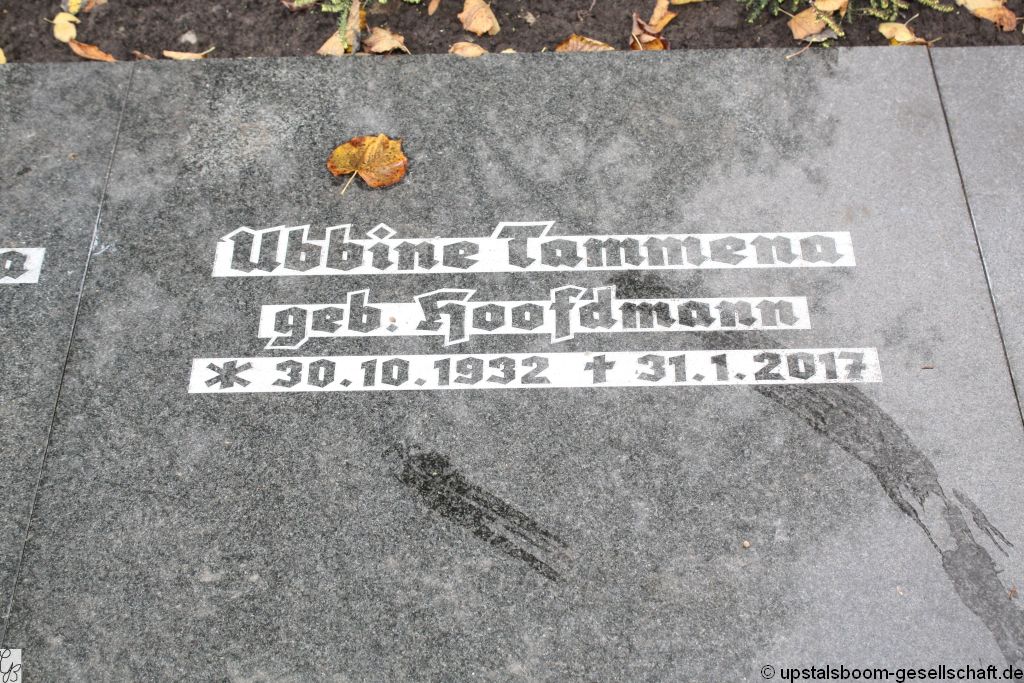 a
Ubbine Tammena
geb. Hoofdmann
* 30.10.1932 † 31.1.2017
© upstalsboom-gesellschaft.de